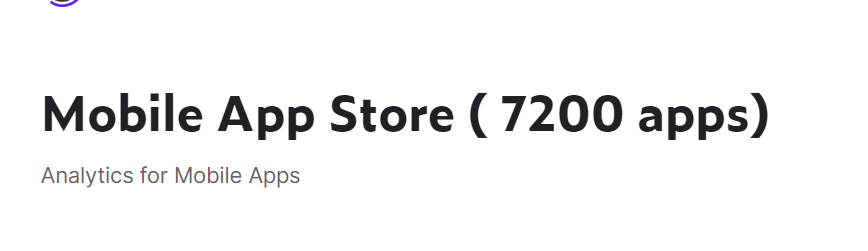 Mobile App Store ( 7200 apps)
Analytics for Mobile Apps